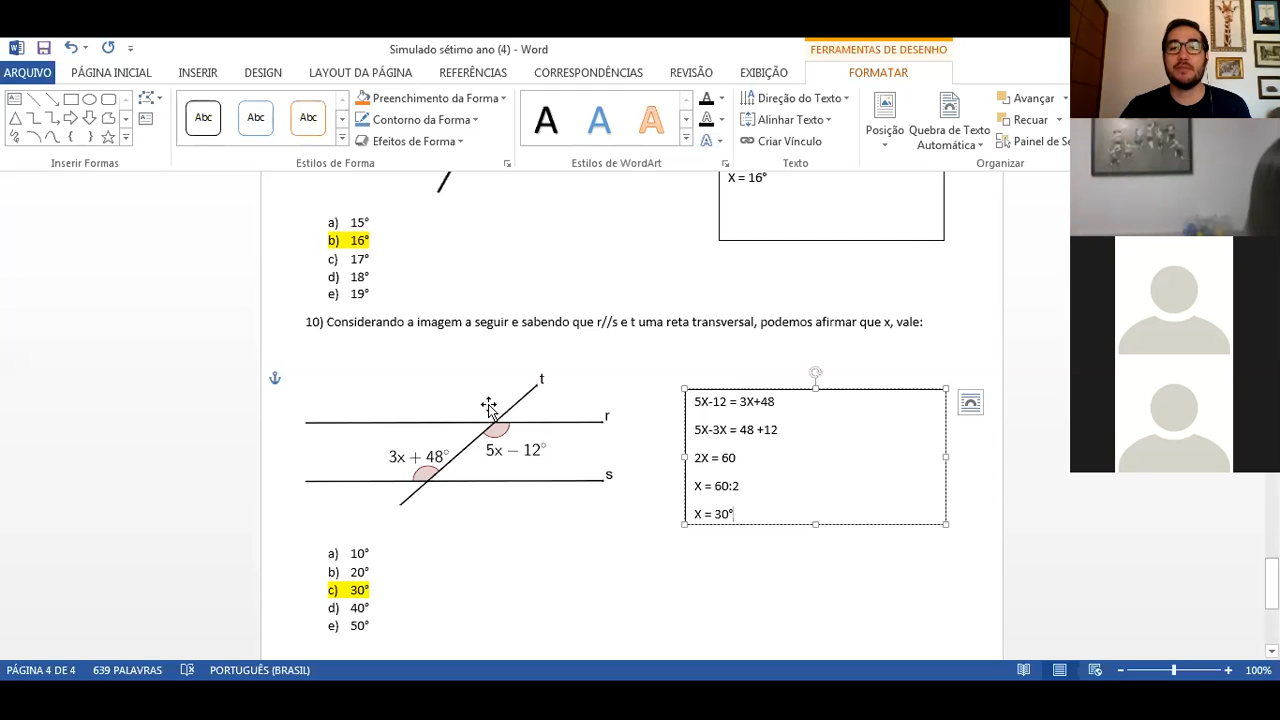 Simulado sétimo ano (4) - Word
FERRAMENTAS DE DESENHO
ARQUIVO PÁGINA INICIAL INSERIR DESIGN LAYOUT DA PÁGINA REFERÊNCIAS CORRESPONDÊNCIAS REVISÃO EXIBIÇÃO FORMATAR
Abc Abc Abc
Preenchimento da Forma
Contorno da Forma
Efeitos de Forma
A A A
A
A
A
Direção do Texto
Alinhar Texto
Criar Vínculo
Posição
Quebra de Texto
Automática
Avançar
Recuar
Painel de Se
Inserir Formas Estilos de Forma Estilos de WordArt Texto Organizar
X = 16°
a) 15°
b) 16°
c) 17°
d) 18°
e) 19°
10) Considerando a imagem a seguir e sabendo que r//s e t uma reta transversal, podemos afirmar que x, vale:
t
r
3x + 48°
5x − 12°
s
5X-12 = 3X+48
5X-3X = 48 +12
2X = 60
X = 60:2
X = 30°
a) 10°
b) 20°
c) 30°
d) 40°
e) 50°
PÁGINA 4 DE 4 639 PALAVRAS PORTUGUÊS (BRASIL) 100%